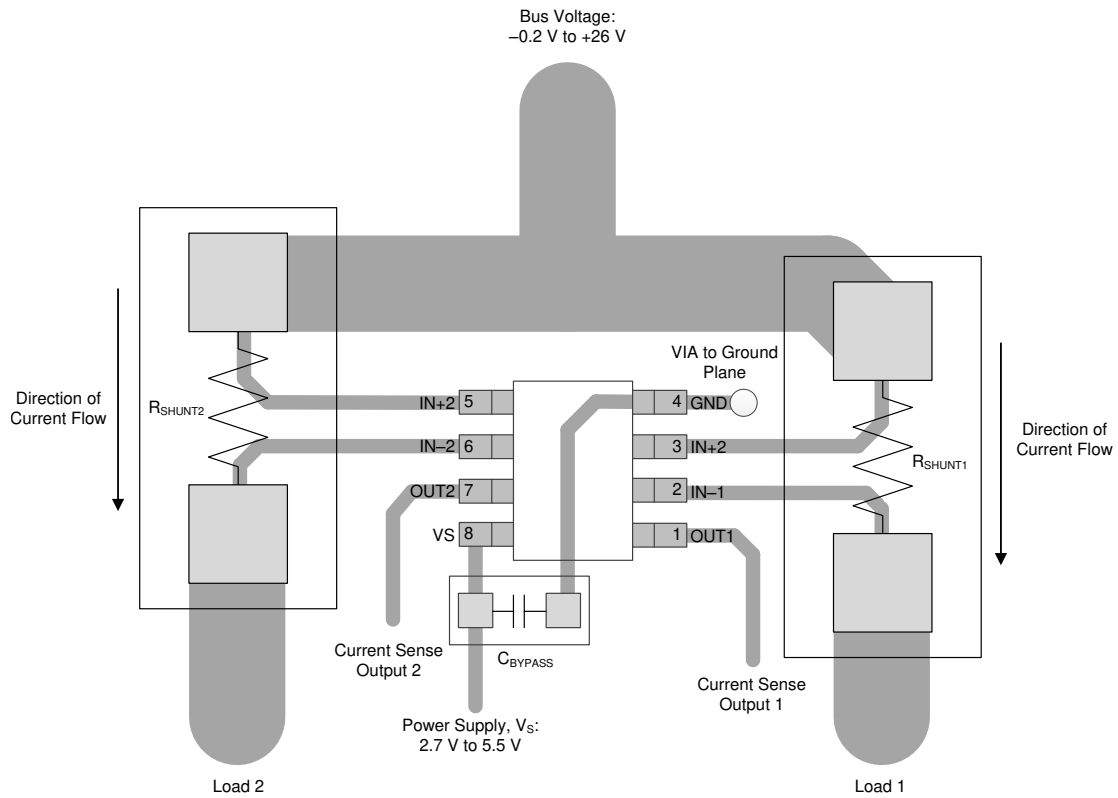 Bus Voltage:
–0.2 V to +26 V
VIA to Ground
Plane
Direction of
Current Flow
RSHUNT2
IN+2 5
4 GND
IN–2 6
3 IN+2
Direction of
Current Flow
RSHUNT1
OUT2 7
2 IN–1
VS 8
1 OUT1
CBYPASS
Current Sense
Output 2
Current Sense
Output 1
Power Supply, VS:
2.7 V to 5.5 V
Load 2
Load 1